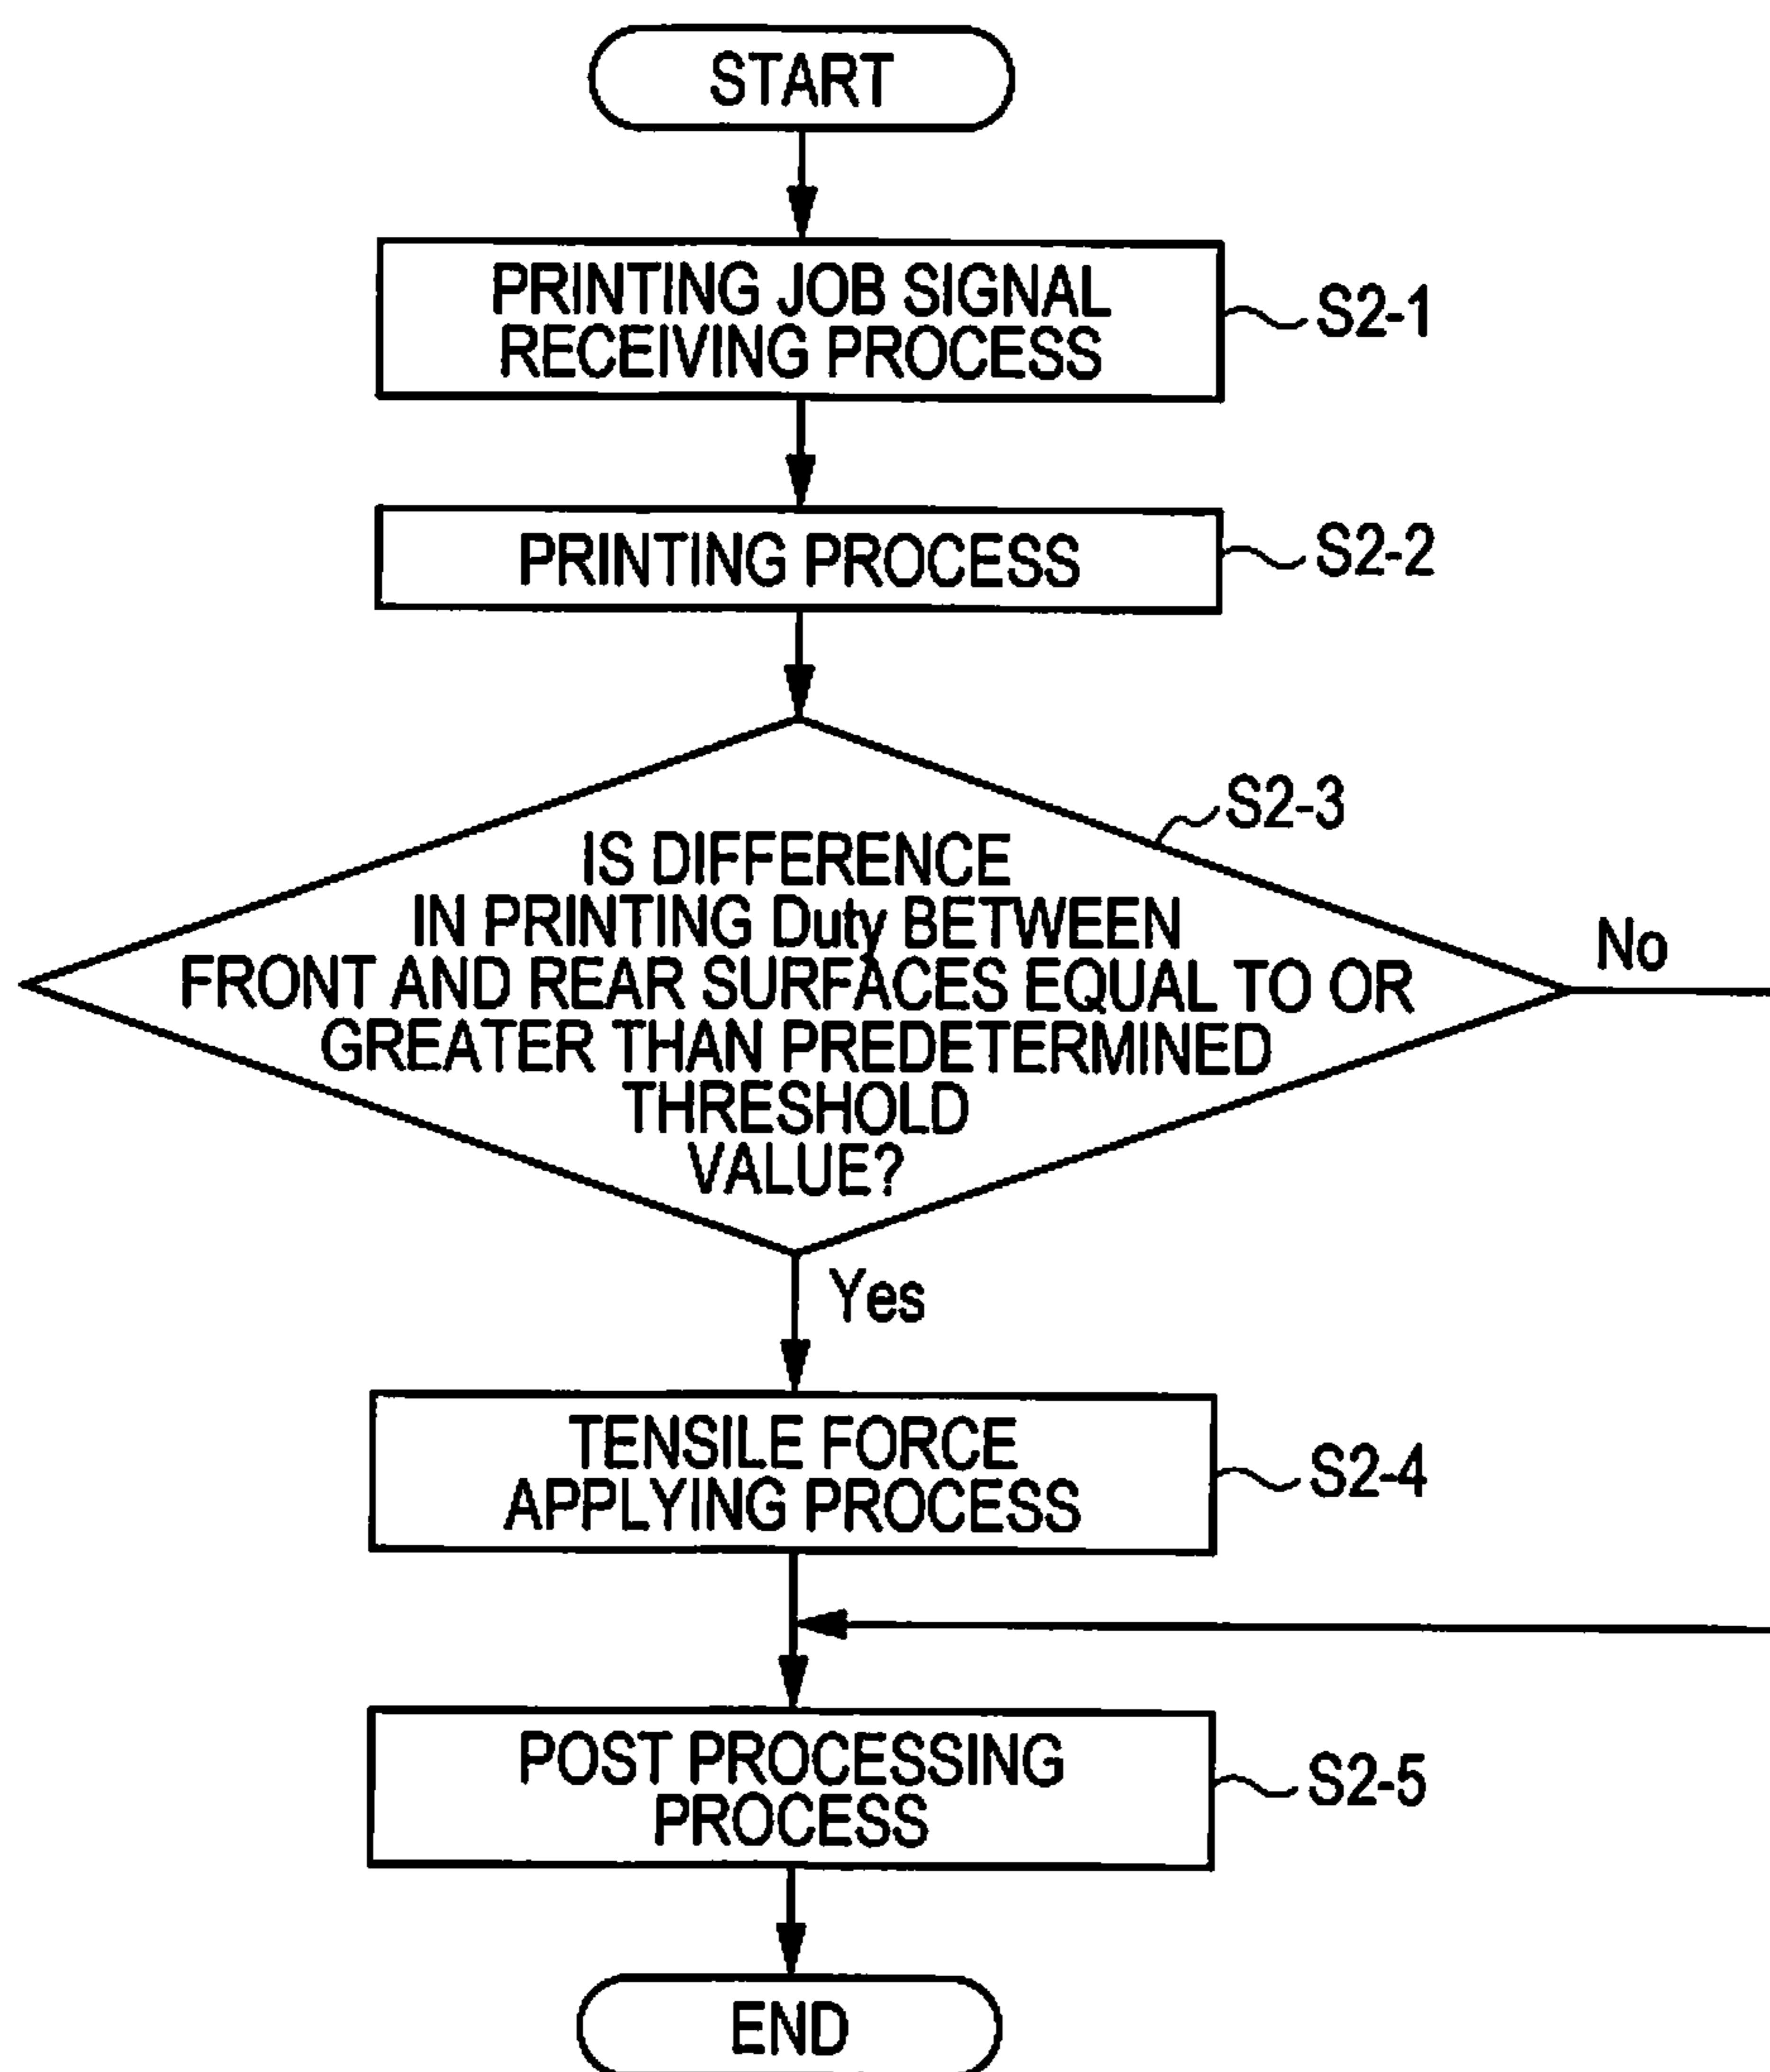 START
PRINTING JOB SIGNAL
RECEIVING PROCESS
S2-1
PRINTING PROCESS
S2-2
S2-3
IS DIFFERENCE
IN PRINTING Duty BETWEEN
FRONT AND REAR SURFACES EQUAL TO OR
GREATER THAN PREDETERMINED
THRESHOLD
VALUE?
No
Yes
TENSILE FORCE
APPLYING PROCESS
S2-4
POST PROCESSING
PROCESS
S2-5
END